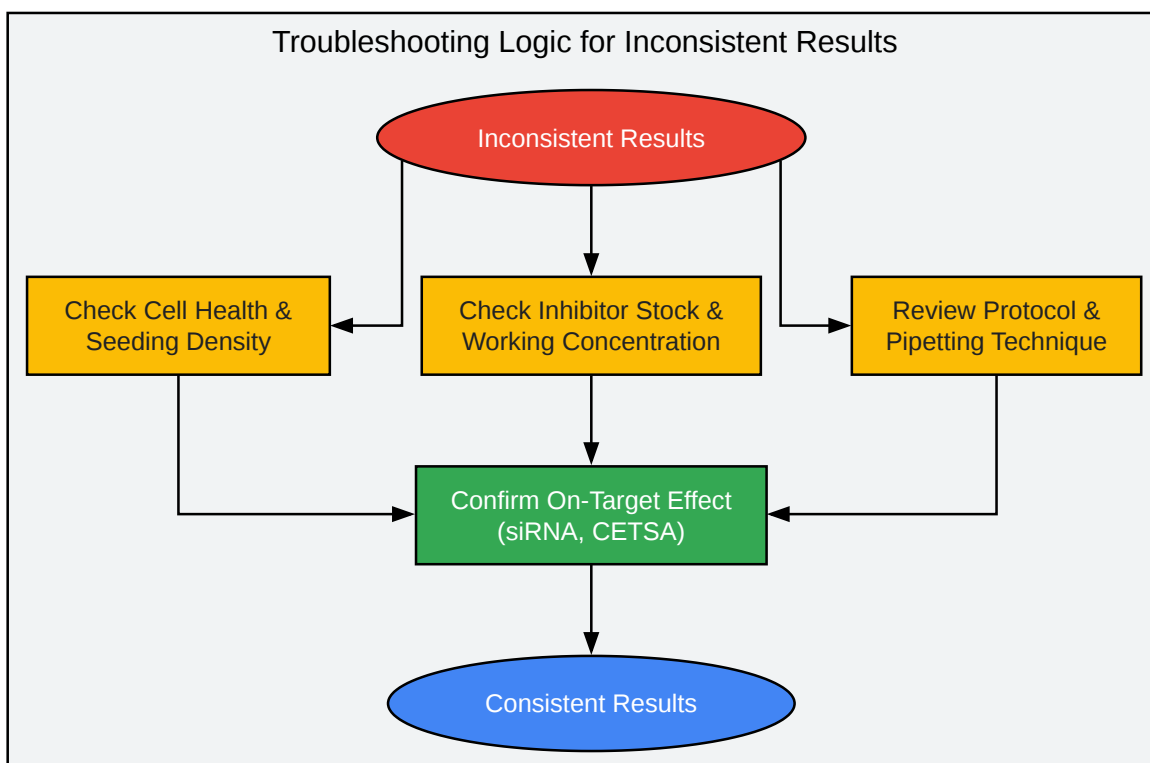 Troubleshooting Logic for Inconsistent Results
Inconsistent Results
Check Cell Health &
Seeding Density
Check Inhibitor Stock &
Working Concentration
Review Protocol &
Pipetting Technique
Confirm On-Target Effect
(siRNA, CETSA)
Consistent Results